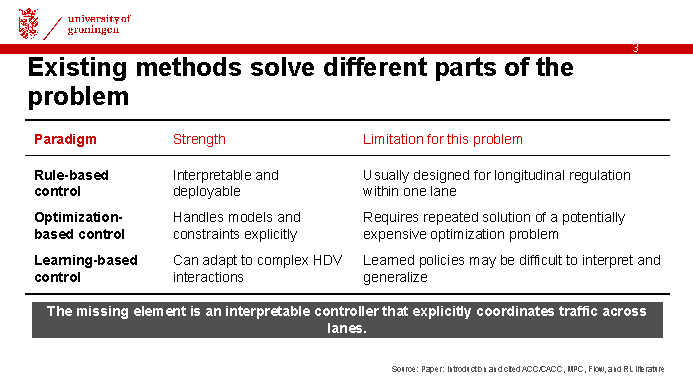 university of
groningen
3
Existing methods solve different parts of the
problem
Paradigm Strength Limitation for this problem
Rule-based control Interpretable and deployable Usually designed for longitudinal regulation within one lane
Optimization-based control Handles models and constraints explicitly Requires repeated solution of a potentially expensive optimization problem
Learning-based control Can adapt to complex HDV interactions Learned policies may be difficult to interpret and generalize
The missing element is an interpretable controller that explicitly coordinates traffic across
lanes.
Source: Paper: Introduction and cited ACC/CACC, MPC, Flow, and RL literature